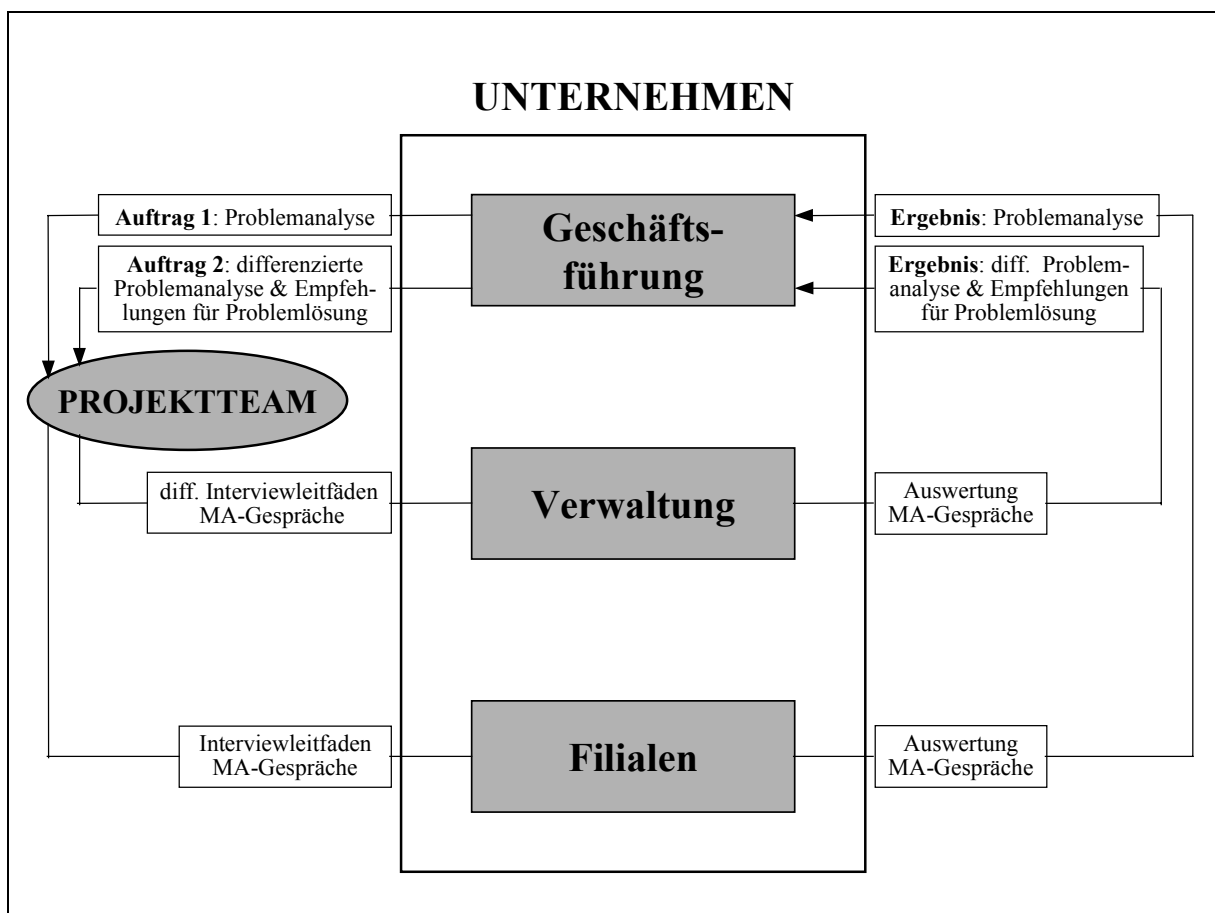 UNTERNEHMEN
Auftrag 1: Problemanalyse
Auftrag 2: differenzierte
Problemanalyse & Empfeh-
lungen für Problemlösung
Geschäfts-
führung
Ergebnis: Problemanalyse
Ergebnis: diff. Problem-
analyse & Empfehlungen
für Problemlösung
PROJEKTTEAM
diff. Interviewleitfäden
MA-Gespräche
Verwaltung
Auswertung
MA-Gespräche
Interviewleitfaden
MA-Gespräche
Filialen
Auswertung
MA-Gespräche